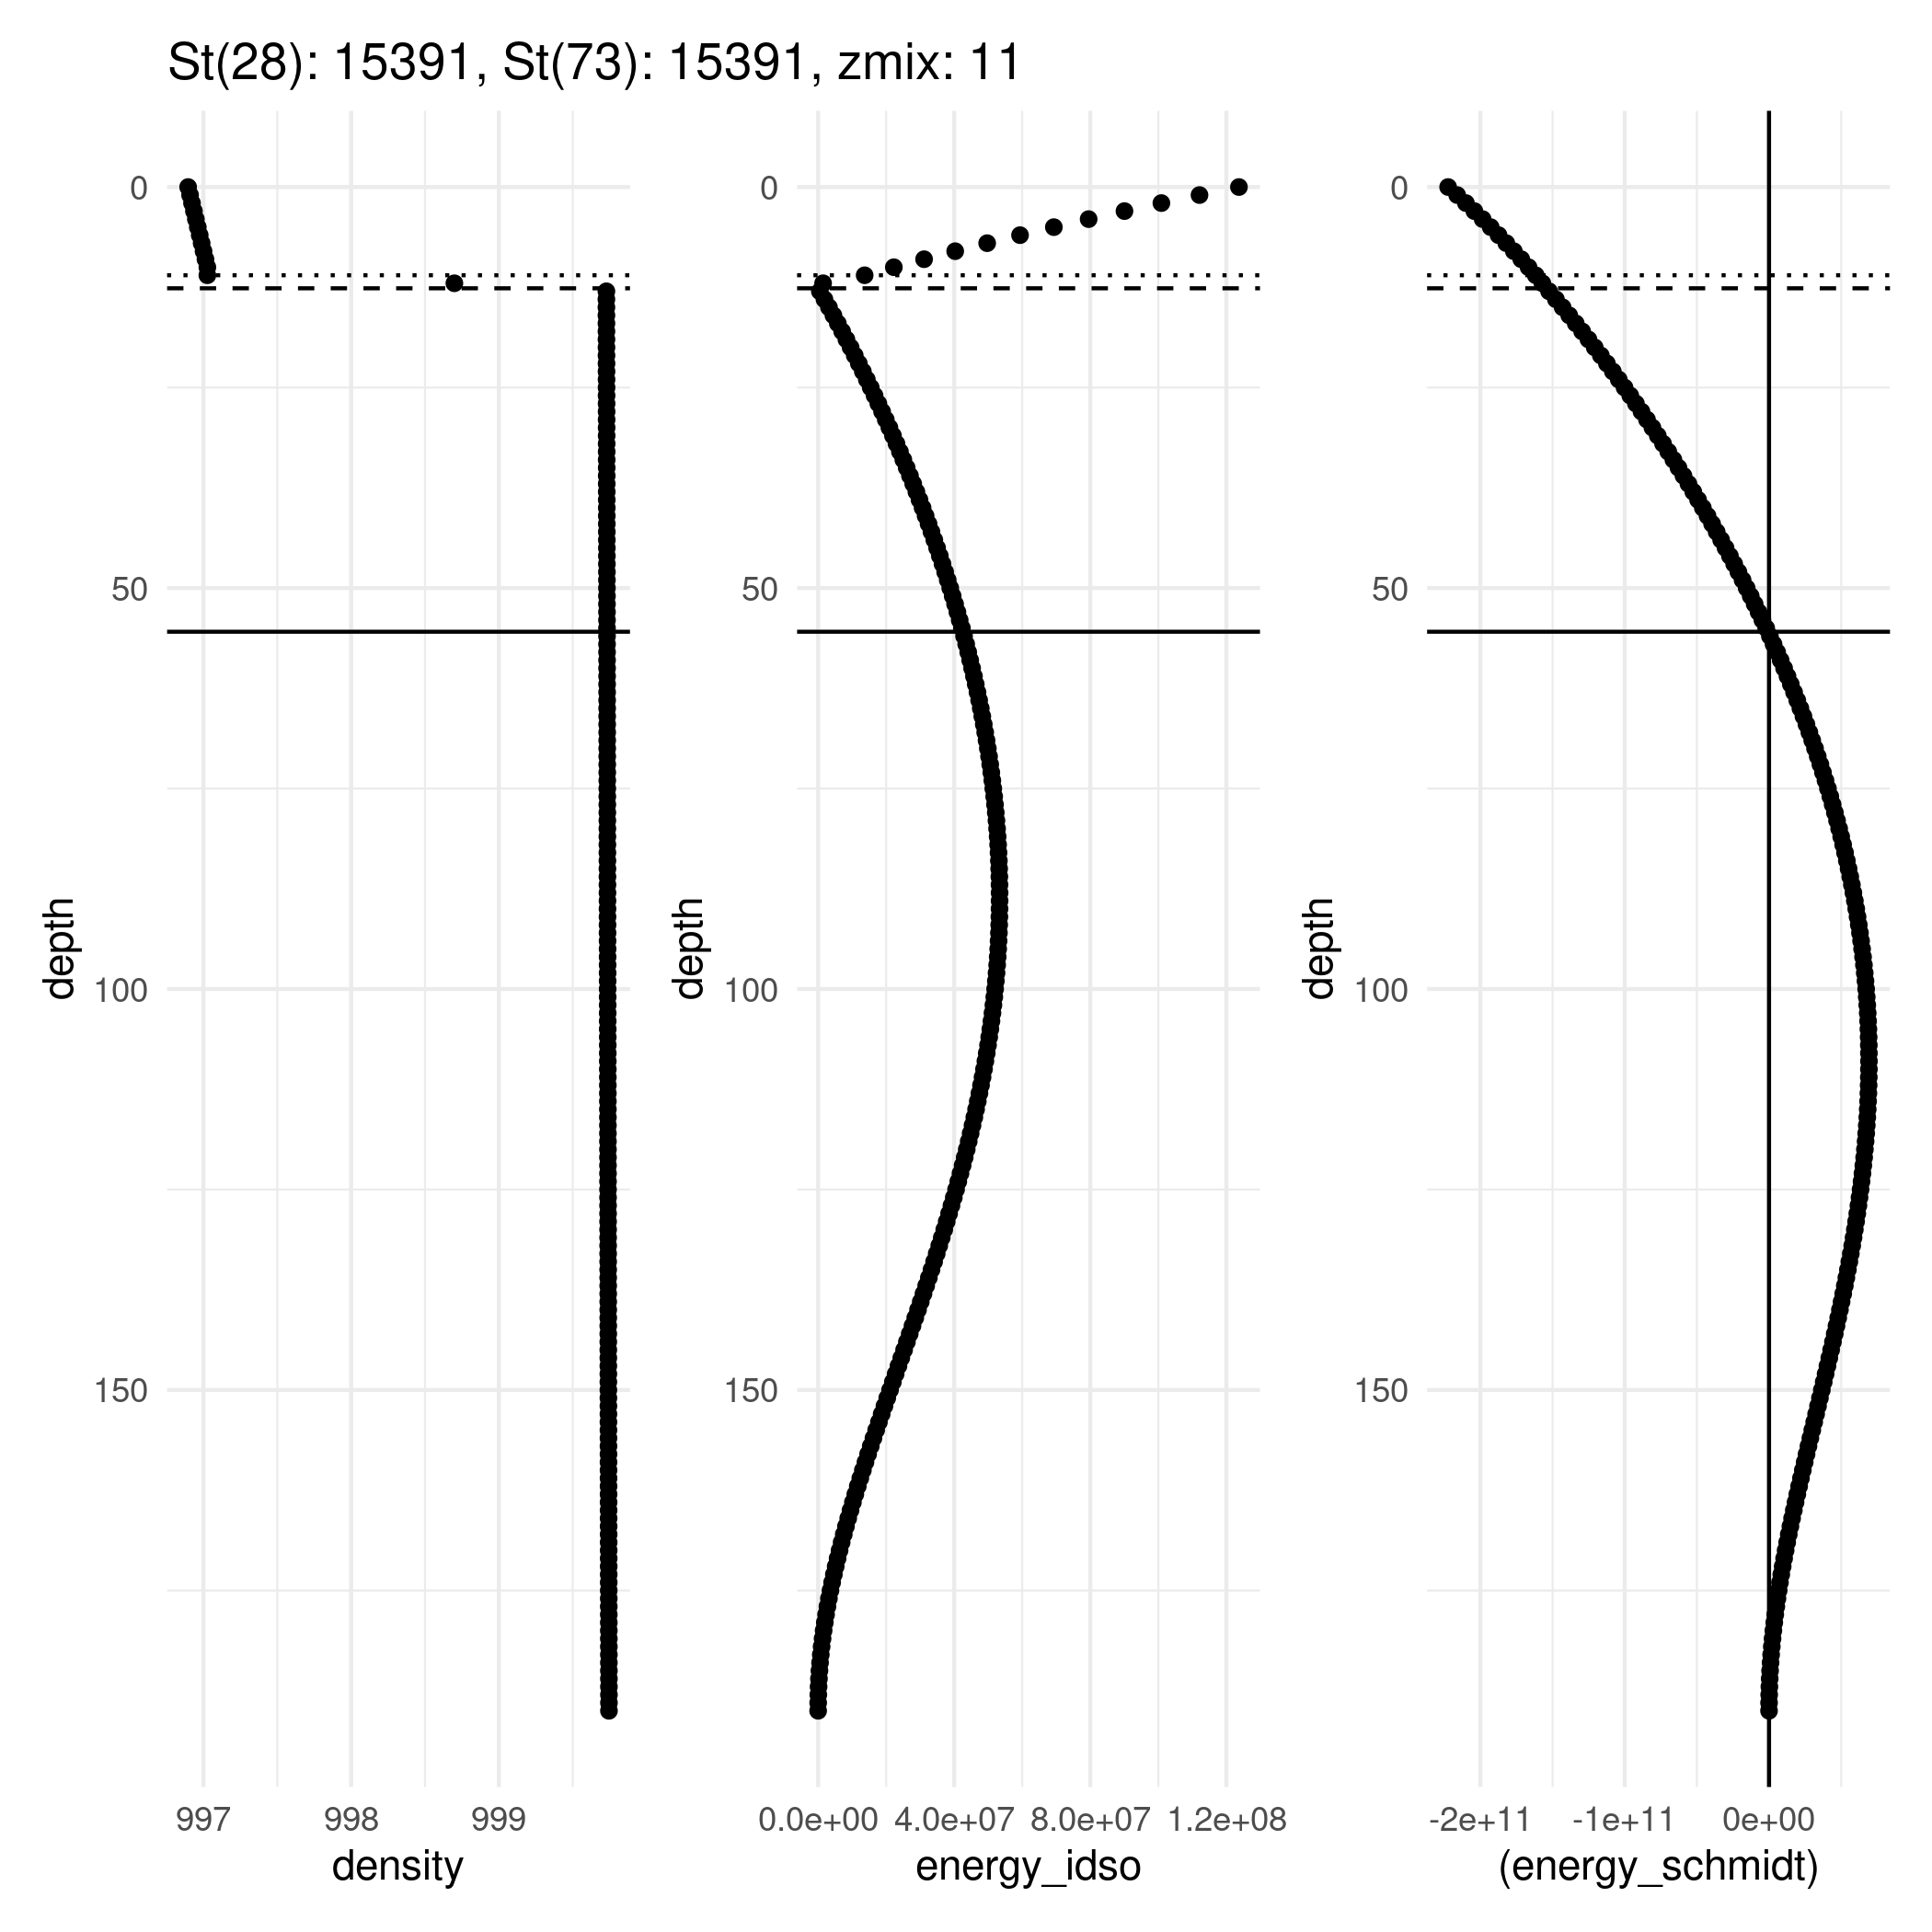 St(28): 15391, St(73): 15391, zmix: 11
0
50
100
150
depth
997 998 999
density
0
50
100
150
depth
0.0e+00 4.0e+07 8.0e+07 1.2e+08
energy_idso
0
50
100
150
depth
-2e+11 -1e+11 0e+00
(energy_schmidt)